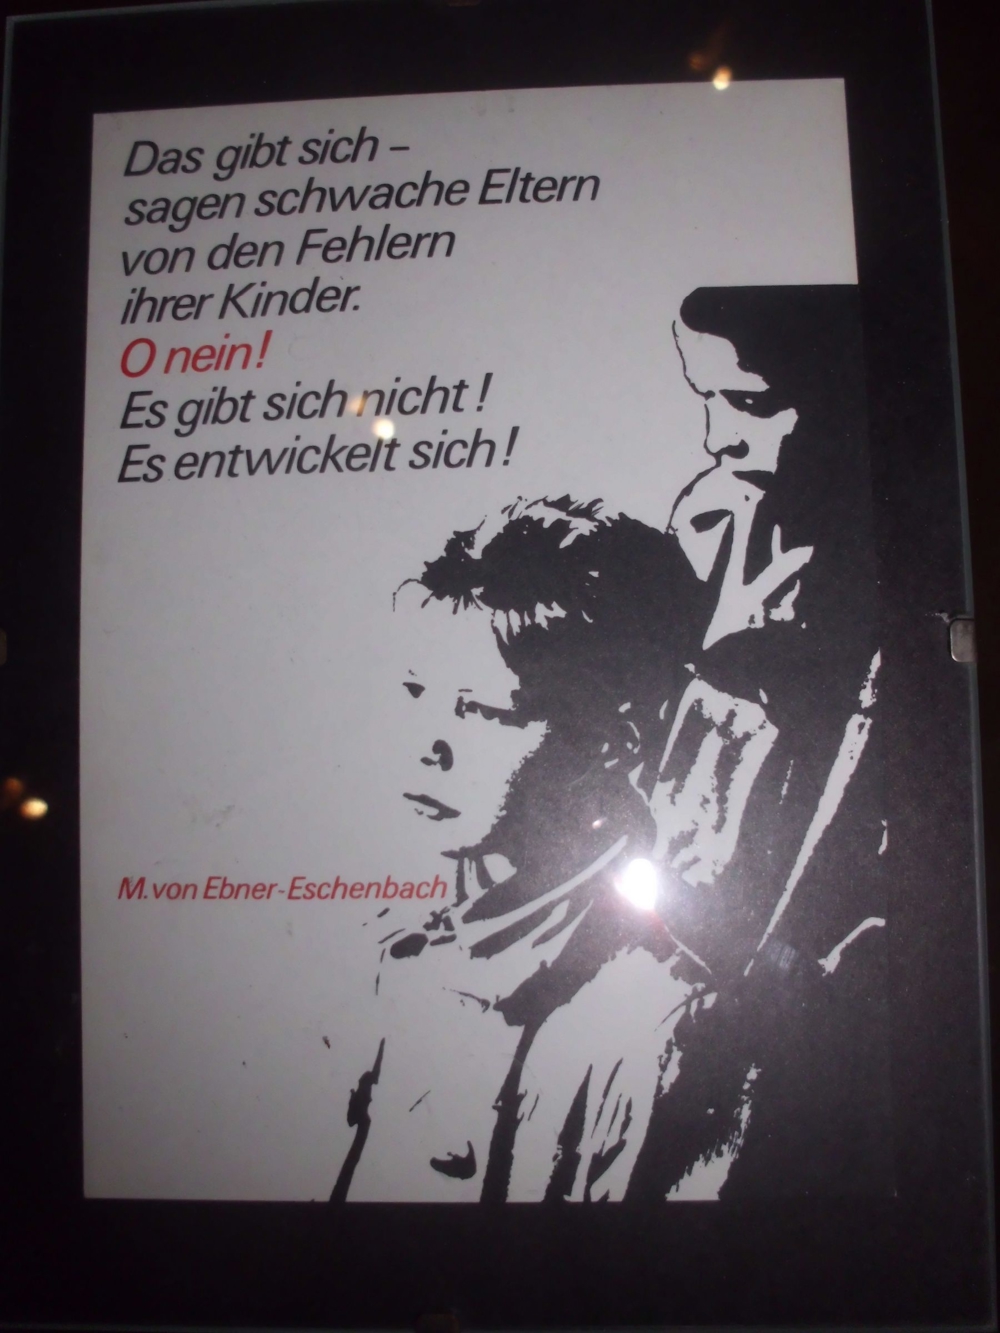 Das gibt sich –
sagen schwache Eltern
von den Fehlern
ihrer Kinder.
O nein!
Es gibt sich nicht!
Es entwickelt sich!
M. von Ebner-Eschenbach